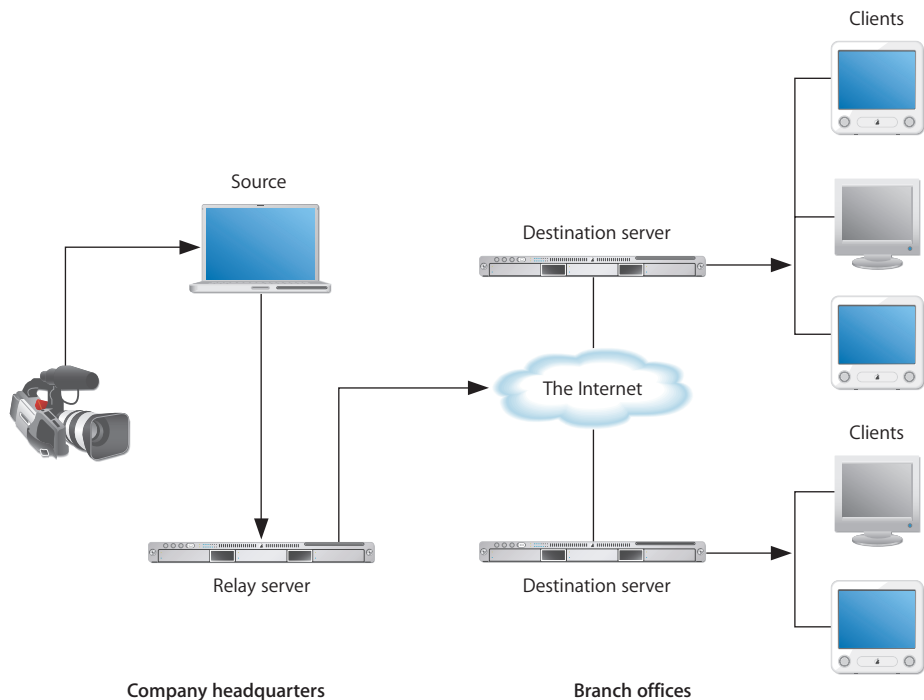 Clients
Source
Destination server
The Internet
Clients
Relay server
Destination server
Company headquarters
Branch offices